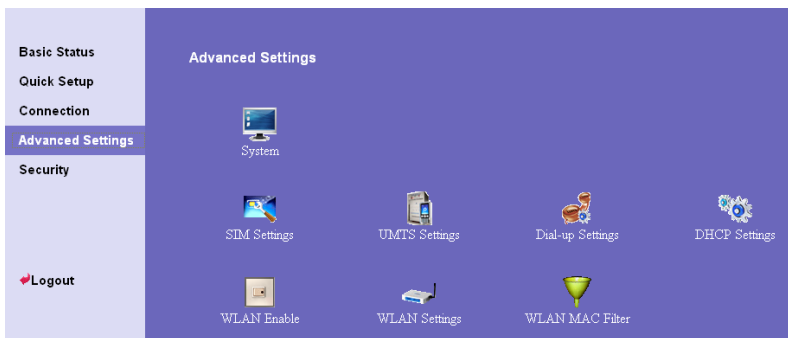 Basic Status
Quick Setup
Connection
Advanced Settings
Security
Logout
Advanced Settings
System
SIM Settings
UMTS Settings
Dial-up Settings
DHCP Settings
WLAN Enable
WLAN Settings
WLAN MAC Filter